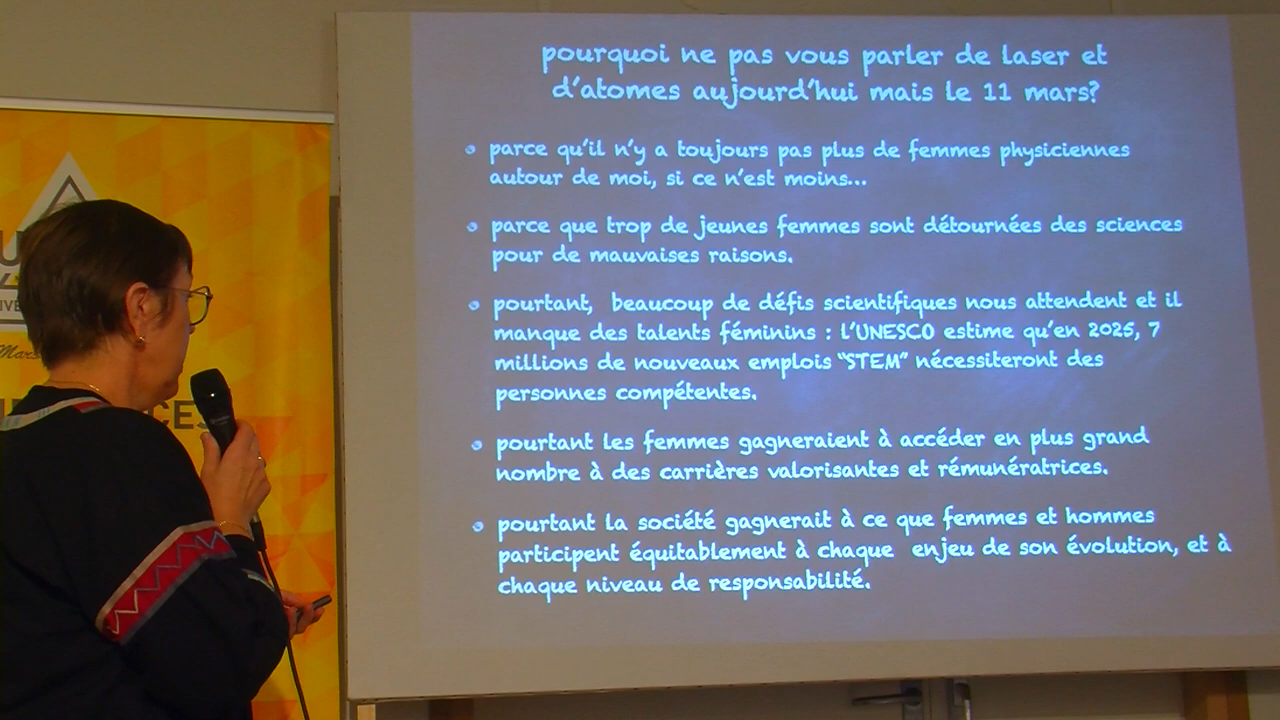 pourquoi ne pas vous parler de laser et
d'atomes aujourd'hui mais le 11 mars?
parce qu'il n'y a toujours pas plus de femmes physiciennes
autour de moi, si ce n'est moins...
parce que trop de jeunes femmes sont détournées des sciences
pour de mauvaises raisons.
pourtant, beaucoup de défis scientifiques nous attendent et il
manque des talents féminins : l'UNESCO estime qu'en 2025, 7
millions de nouveaux emplois "STEM" nécessiteront des
personnes compétentes.
pourtant les femmes gagneraient à accéder en plus grand
nombre à des carrières valorisantes et rémunératrices.
pourtant la société gagnerait à ce que femmes et hommes
participent équitablement à chaque enjeu de son évolution, et à
chaque niveau de responsabilité.